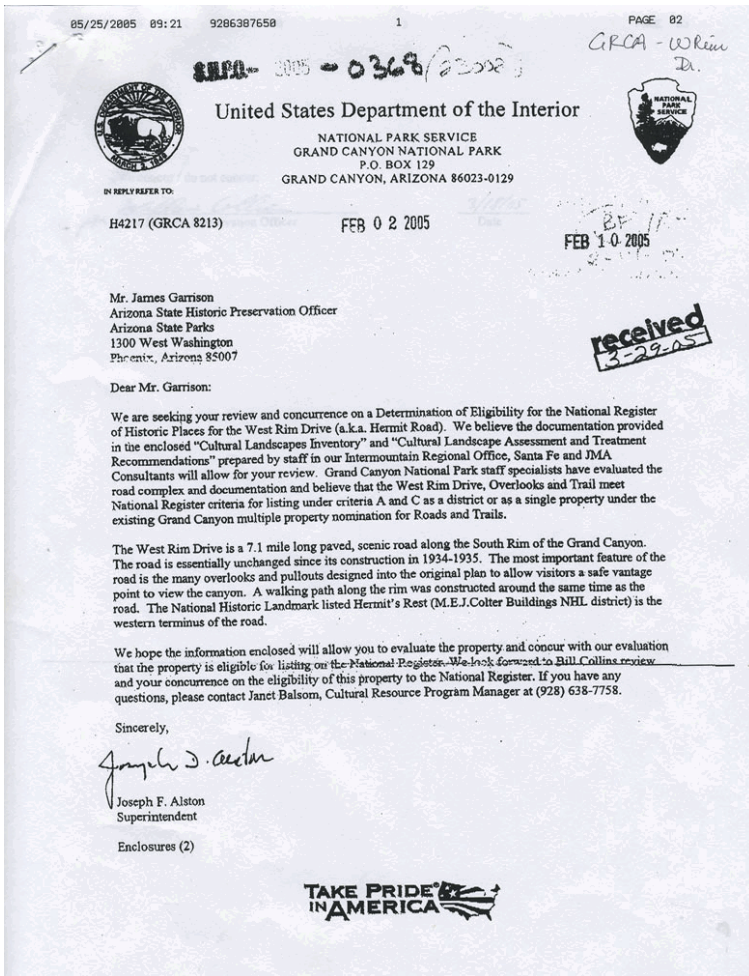 05/25/2005 09:21 9286387650 1 PAGE 02
GRCA - W Rim
Dr.
S.H.P.O- 2005 - 0368 (23002)
U.S. DEPARTMENT OF THE INTERIOR
MARCH 3, 1849
United States Department of the Interior
NATIONAL
PARK
SERVICE
NATIONAL PARK SERVICE
GRAND CANYON NATIONAL PARK
P.O. BOX 129
GRAND CANYON, ARIZONA 86023-0129
IN REPLY REFER TO:
H4217 (GRCA 8213)
FEB 02 2005
FEB 10 2005
Mr. James Garrison
Arizona State Historic Preservation Officer
Arizona State Parks
1300 West Washington
Phoenix, Arizona 85007
received
3-29-05
Dear Mr. Garrison:
We are seeking your review and concurrence on a Determination of Eligibility for the National Register
of Historic Places for the West Rim Drive (a.k.a. Hermit Road). We believe the documentation provided
in the enclosed "Cultural Landscapes Inventory" and "Cultural Landscape Assessment and Treatment
Recommendations" prepared by staff in our Intermountain Regional Office, Santa Fe and JMA
Consultants will allow for your review. Grand Canyon National Park staff specialists have evaluated the
road complex and documentation and believe that the West Rim Drive, Overlooks and Trail meet
National Register criteria for listing under criteria A and C as a district or as a single property under the
existing Grand Canyon multiple property nomination for Roads and Trails.
The West Rim Drive is a 7.1 mile long paved, scenic road along the South Rim of the Grand Canyon.
The road is essentially unchanged since its construction in 1934-1935. The most important feature of the
road is the many overlooks and pullouts designed into the original plan to allow visitors a safe vantage
point to view the canyon. A walking path along the rim was constructed around the same time as the
road. The National Historic Landmark listed Hermit's Rest (M.E.J.Colter Buildings NHL district) is the
western terminus of the road.
We hope the information enclosed will allow you to evaluate the property and concur with our evaluation
that the property is eligible for listing on the National Register. We look forward to Bill Collins review
and your concurrence on the eligibility of this property to the National Register. If you have any
questions, please contact Janet Balsom, Cultural Resource Program Manager at (928) 638-7758.
Sincerely,
Joseph F. Alston
Superintendent
Enclosures (2)
TAKE PRIDE®
IN AMERICA